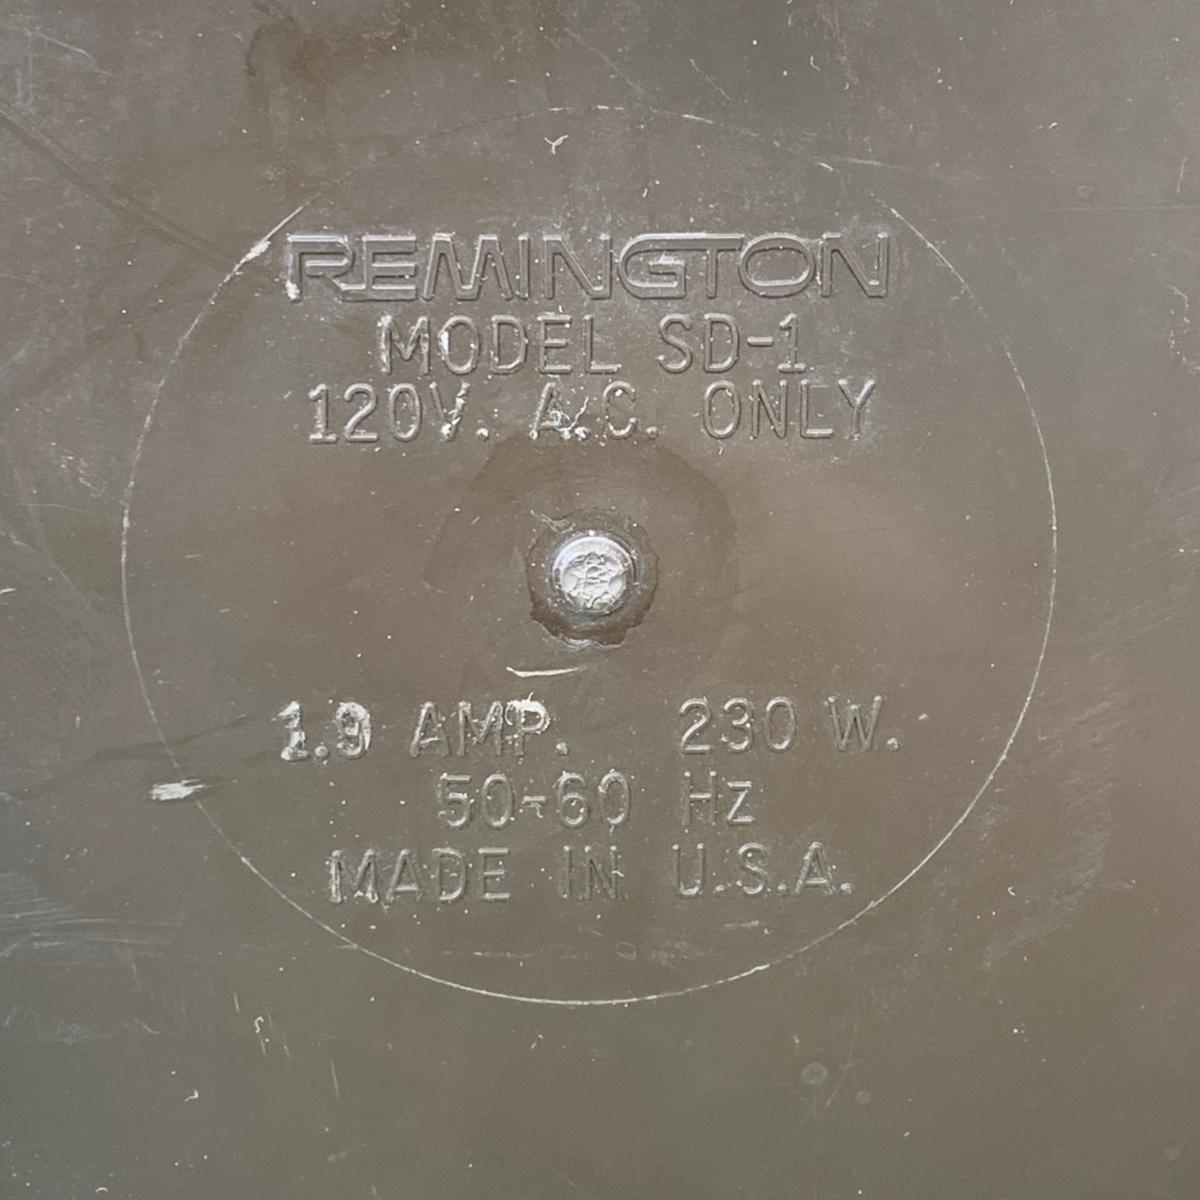 REMINGTON
MODEL SD-1
120V. A.C. ONLY
1.9 AMP. 230 W.
50-60 Hz
MADE IN U.S.A.